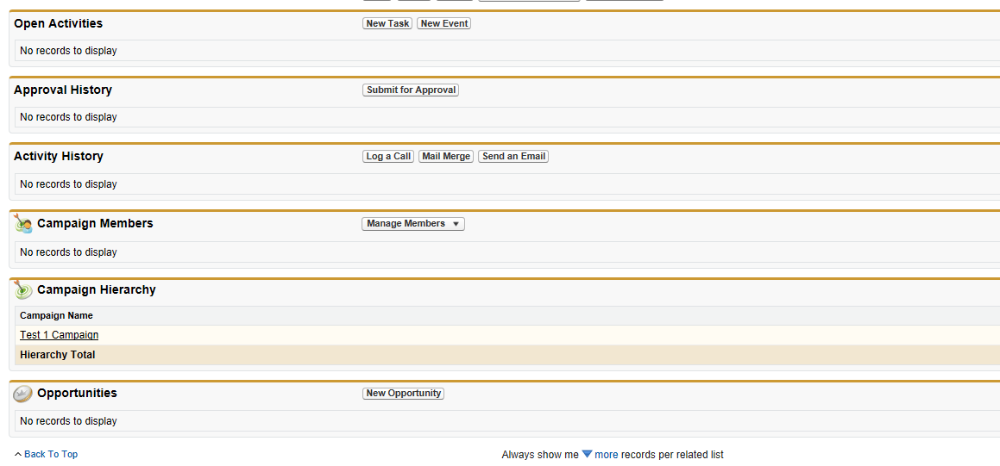 Open Activities New Task New Event
No records to display
Approval History Submit for Approval
No records to display
Activity History Log a Call Mail Merge Send an Email
No records to display
Campaign Members Manage Members
No records to display
Campaign Hierarchy
Campaign Name
Test 1 Campaign
Hierarchy Total
Opportunities New Opportunity
No records to display
Back To Top Always show me more records per related list